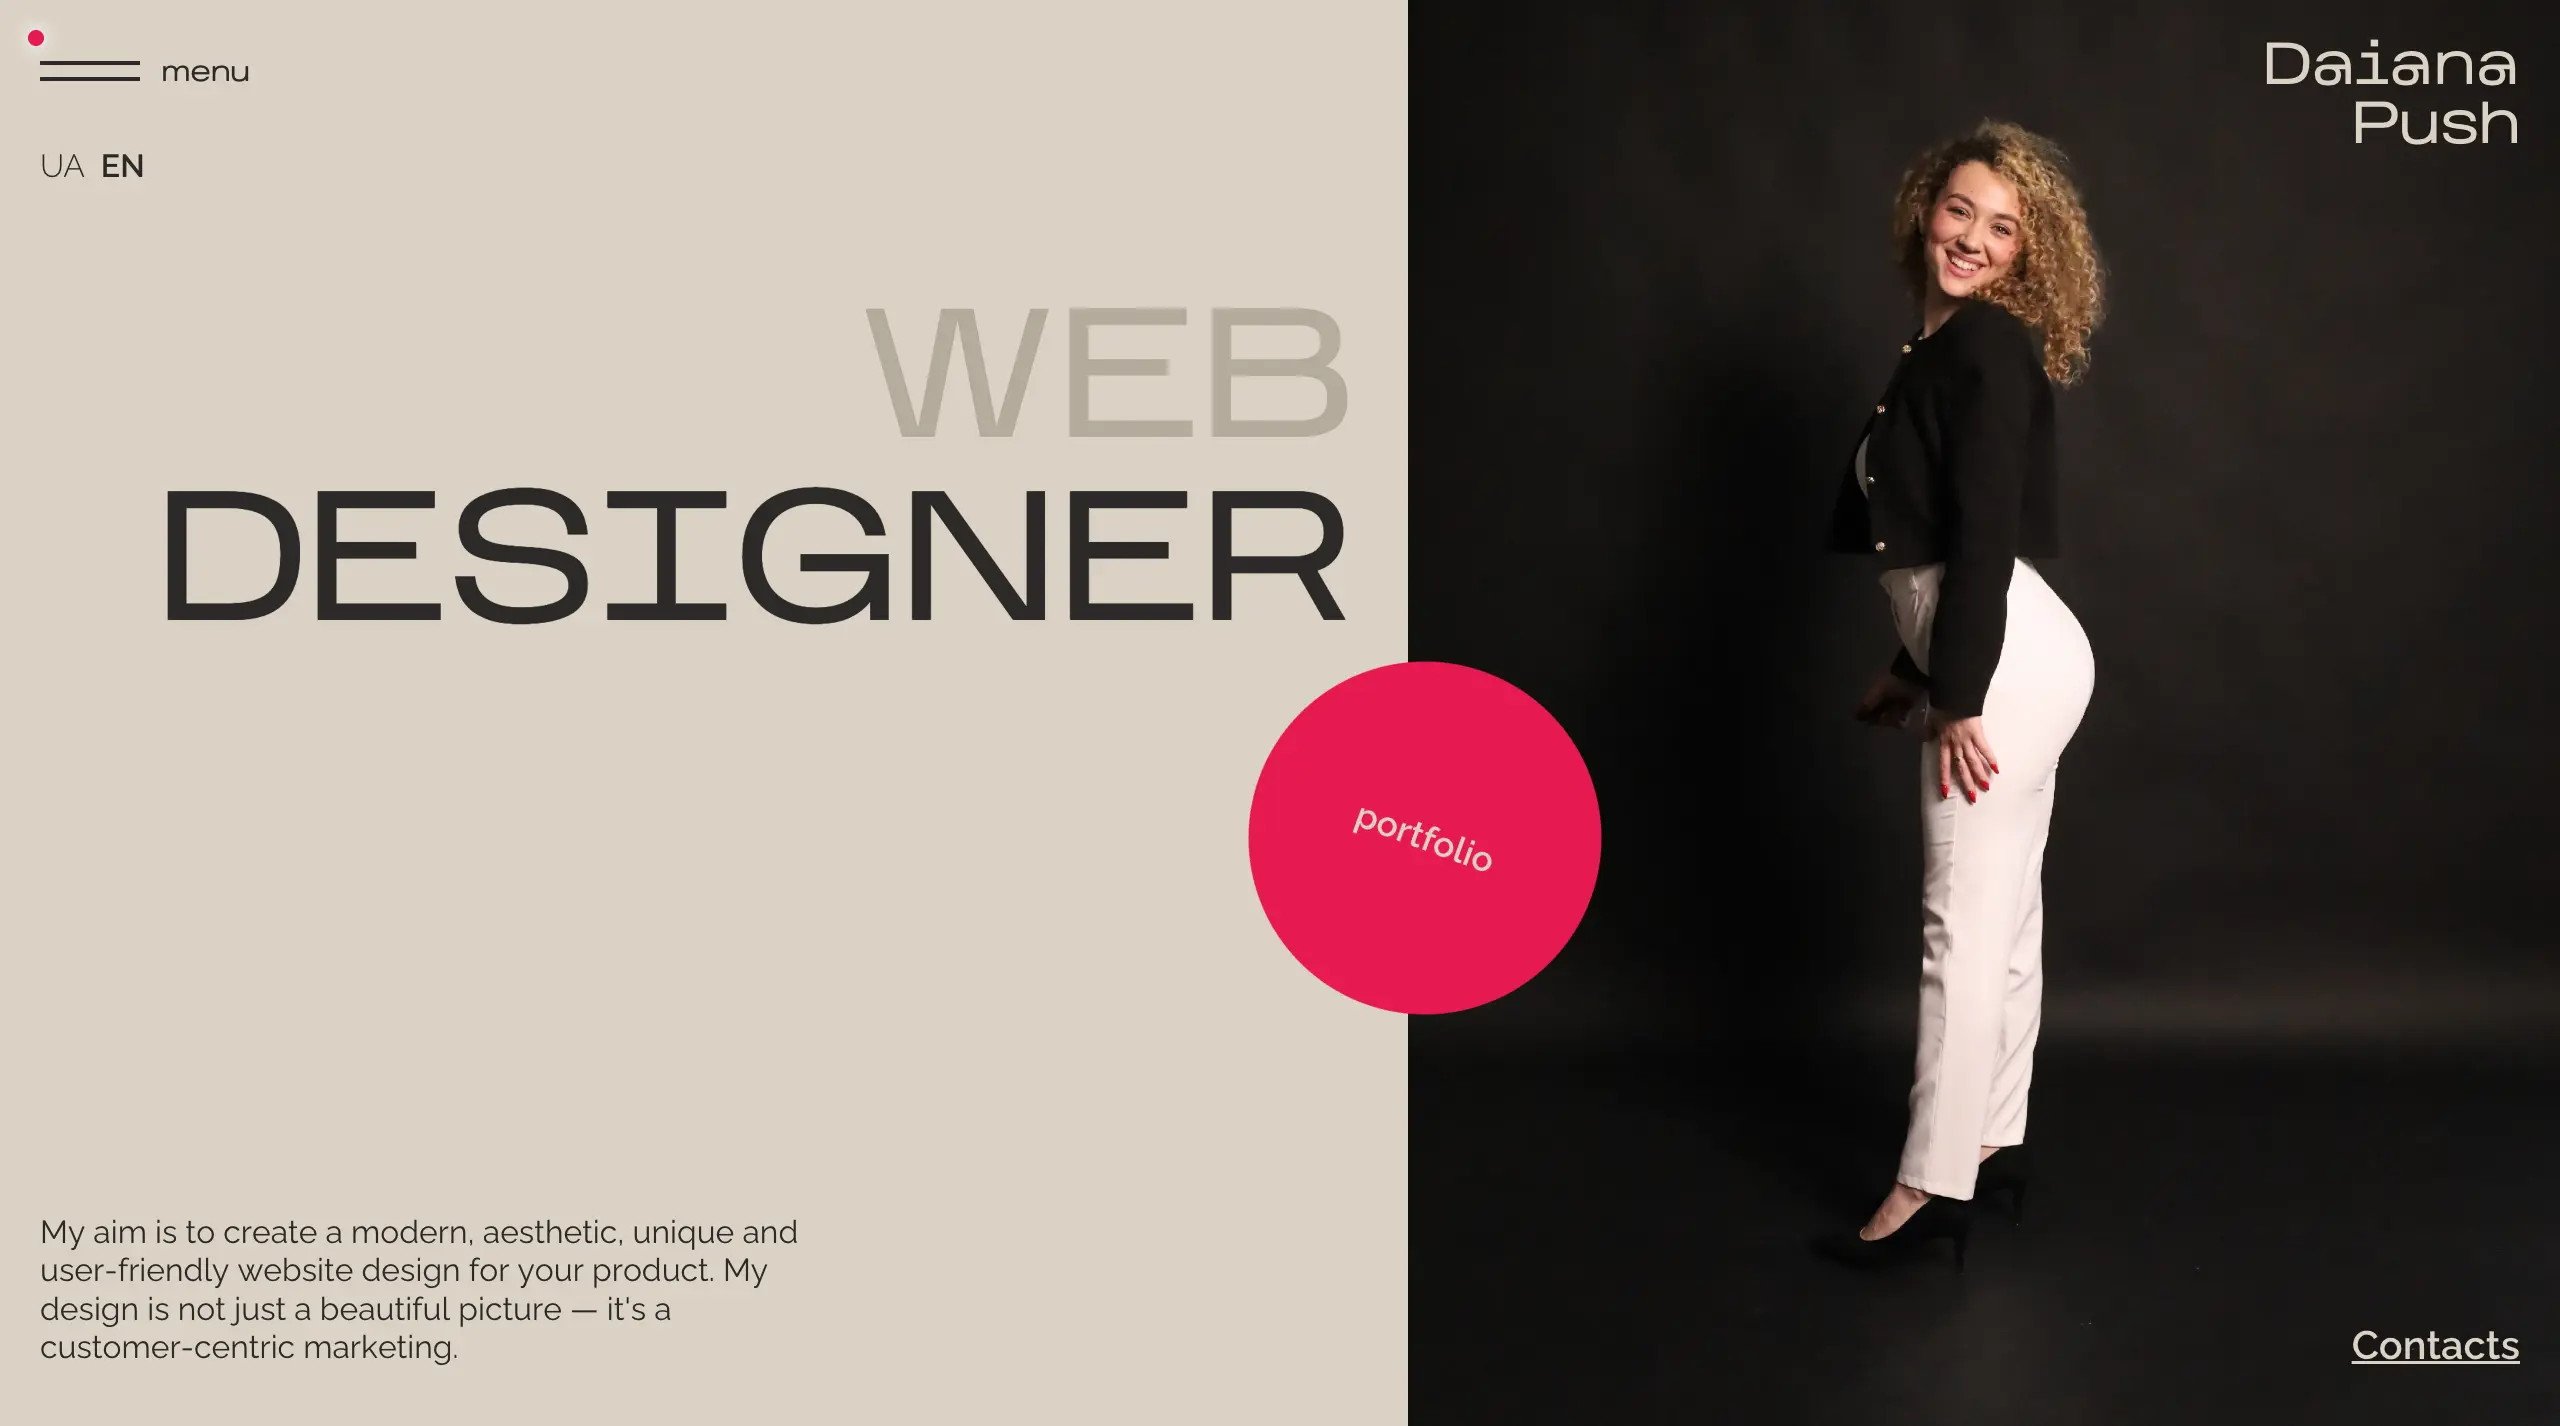 menu
UA EN
Daiana
Push
WEB
DESIGNER
portfolio
My aim is to create a modern, aesthetic, unique and
user-friendly website design for your product. My
design is not just a beautiful picture — it's a
customer-centric marketing.
Contacts